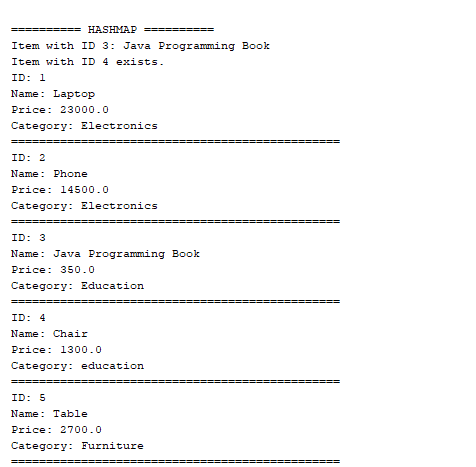 ========== HASHMAP ==========
Item with ID 3: Java Programming Book
Item with ID 4 exists.
ID: 1
Name: Laptop
Price: 23000.0
Category: Electronics
===============================================
ID: 2
Name: Phone
Price: 14500.0
Category: Electronics
===============================================
ID: 3
Name: Java Programming Book
Price: 350.0
Category: Education
===============================================
ID: 4
Name: Chair
Price: 1300.0
Category: education
===============================================
ID: 5
Name: Table
Price: 2700.0
Category: Furniture
===============================================